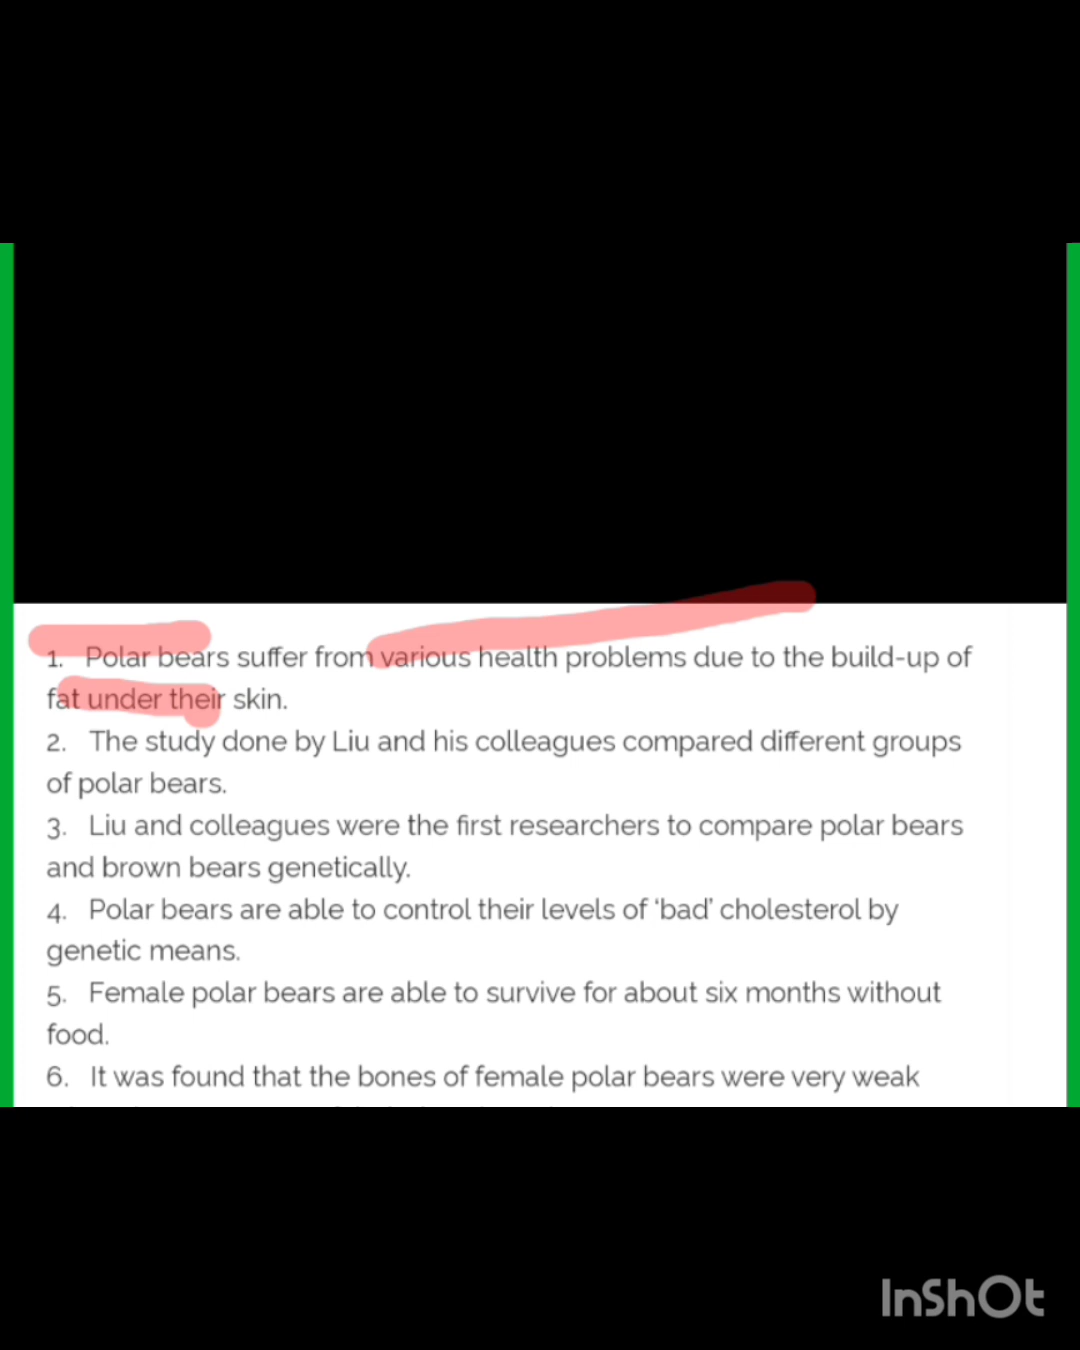 1. Polar bears suffer from various health problems due to the build-up of
fat under their skin.
2. The study done by Liu and his colleagues compared different groups
of polar bears.
3. Liu and colleagues were the first researchers to compare polar bears
and brown bears genetically.
4. Polar bears are able to control their levels of ‘bad’ cholesterol by
genetic means.
5. Female polar bears are able to survive for about six months without
food.
6. It was found that the bones of female polar bears were very weak
InShOt